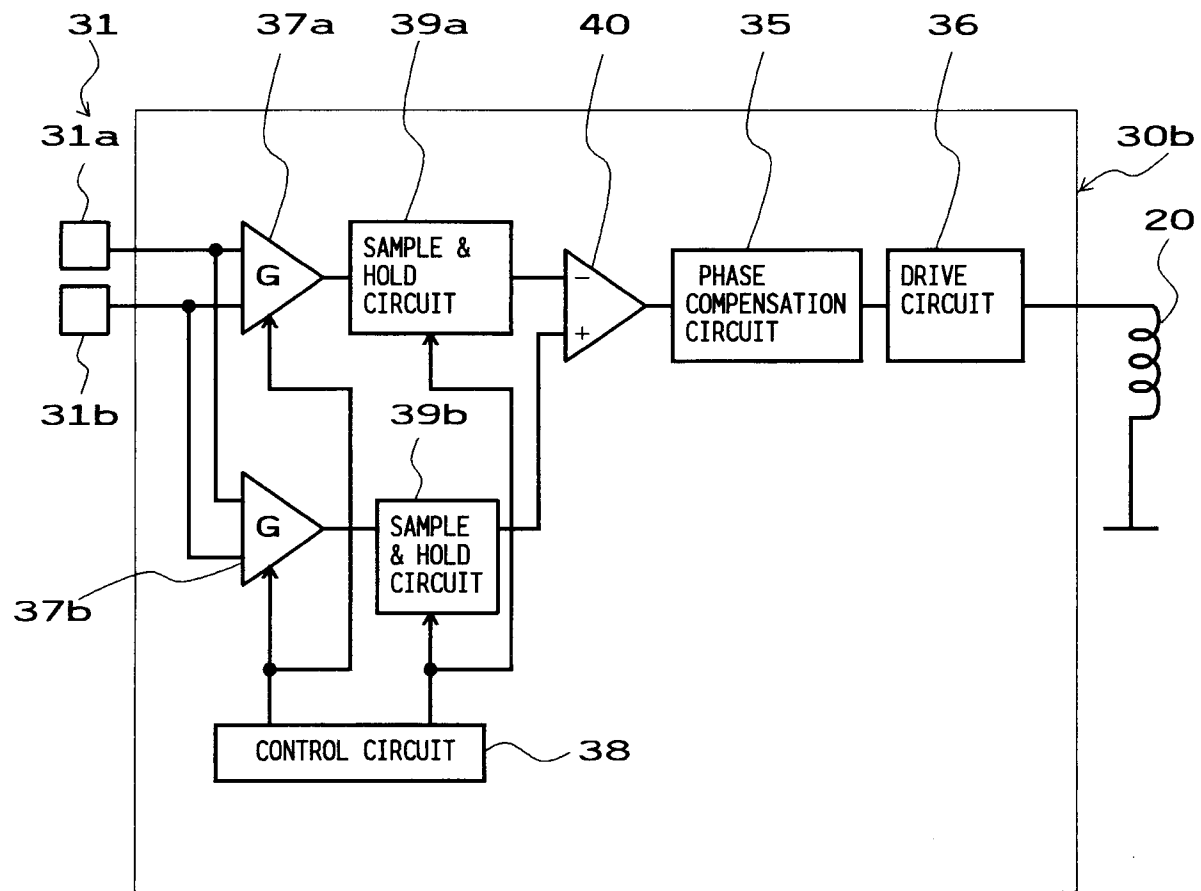 31
37a
39a
40
35
36
31a
30b
20
G
SAMPLE &
HOLD
CIRCUIT
−
+
PHASE
COMPENSATION
CIRCUIT
DRIVE
CIRCUIT
31b
39b
G
SAMPLE
& HOLD
CIRCUIT
37b
CONTROL CIRCUIT
38